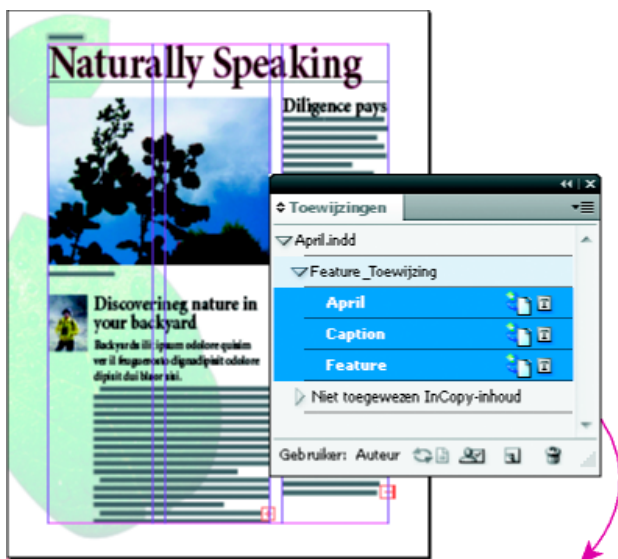 Naturally Speaking
Diligence pays
Discovering nature in
your backyard
Toewijzingen
April.indd
Feature_Toewijzing
April
Caption
Feature
Niet toegewezen InCopy-inhoud
Gebruiker: Auteur